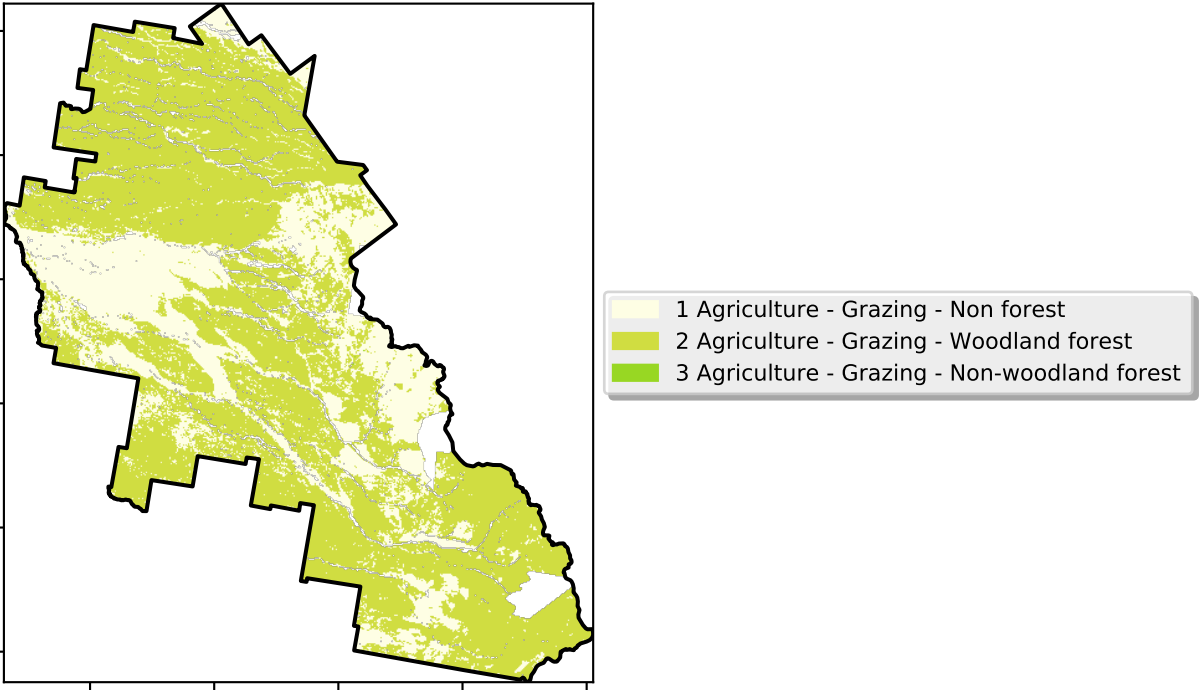 1 Agriculture - Grazing - Non forest
2 Agriculture - Grazing - Woodland forest
3 Agriculture - Grazing - Non-woodland forest